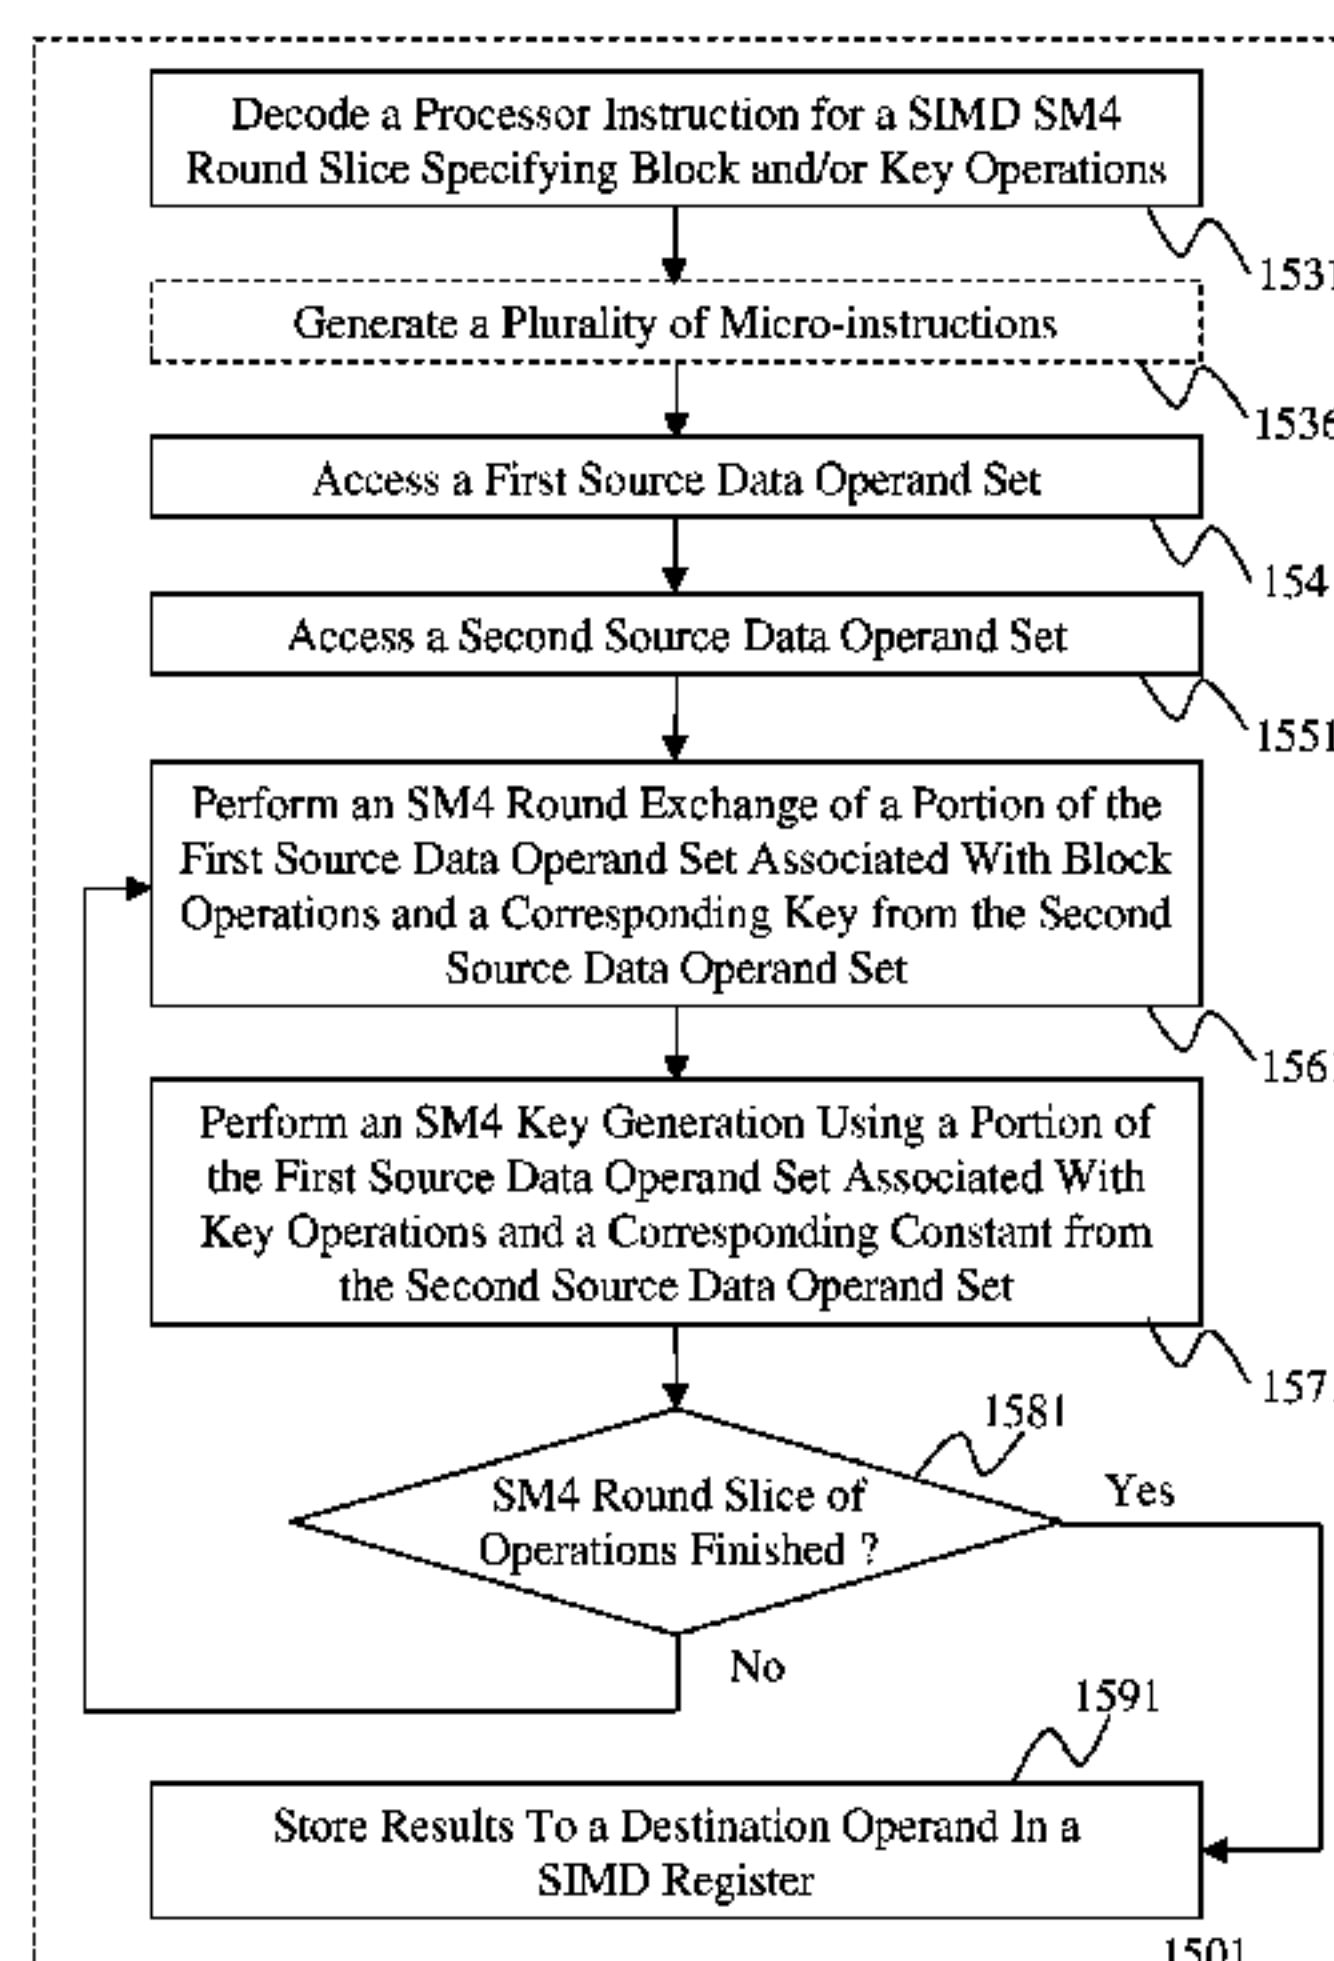 Decode a Processor Instruction for a SIMD SM4
Round Slice Specifying Block and/or Key Operations
1531
Generate a Plurality of Micro-instructions
1536
Access a First Source Data Operand Set
154
Access a Second Source Data Operand Set
1551
Perform an SM4 Round Exchange of a Portion of the
First Source Data Operand Set Associated With Block
Operations and a Corresponding Key from the Second
Source Data Operand Set
156
Perform an SM4 Key Generation Using a Portion of
the First Source Data Operand Set Associated With
Key Operations and a Corresponding Constant from
the Second Source Data Operand Set
157
1581
SM4 Round Slice of
Operations Finished ?
Yes
No
1591
Store Results To a Destination Operand In a
SIMD Register
1501